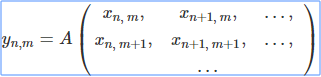 x_{n, m}, x_{n+1, m}, ...,
y_{n,m} = A ( x_{n, m+1}, x_{n+1, m+1}, ..., )
...